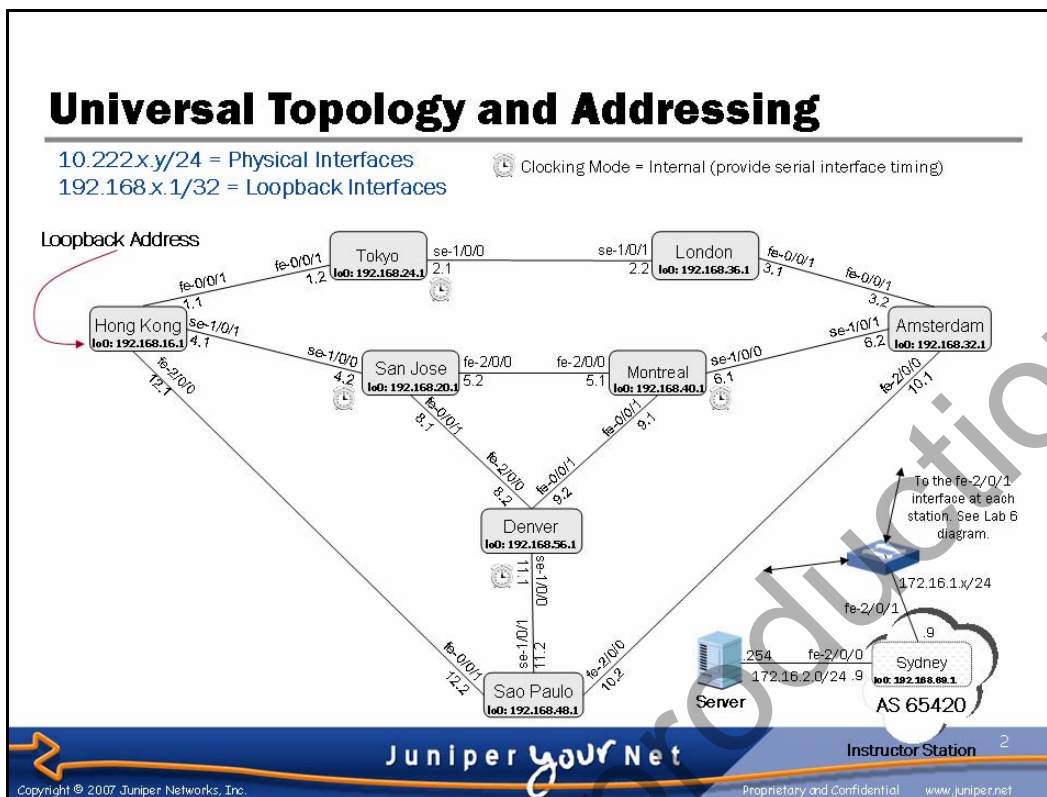 Universal Topology and Addressing
10.222.x.y/24 = Physical Interfaces
192.168.x.1/32 = Loopback Interfaces
Clocking Mode = Internal (provide serial interface timing)
Loopback Address
Tokyo
lo0: 192.168.24.1
fe-0/0/1
1.2
se-1/0/0
2.1
London
lo0: 192.168.36.1
se-1/0/1
2.2
fe-0/0/1
3.1
Hong Kong
lo0: 192.168.16.1
fe-0/0/1
1.1
se-1/0/1
4.1
fe-2/0/0
12.1
San Jose
lo0: 192.168.20.1
se-1/0/0
4.2
fe-2/0/0
5.2
fe-0/0/1
8.1
Montreal
lo0: 192.168.40.1
fe-2/0/0
5.1
se-1/0/0
6.1
fe-0/0/1
9.1
Amsterdam
lo0: 192.168.32.1
fe-0/0/1
3.2
se-1/0/1
6.2
fe-2/0/0
10.1
Denver
lo0: 192.168.56.1
fe-2/0/0
8.2
fe-0/0/1
9.2
se-1/0/0
11.1
Sao Paulo
lo0: 192.168.48.1
fe-0/0/1
12.2
se-1/0/1
11.2
fe-2/0/0
10.2
To the fe-2/0/1
interface at each
station. See Lab 6
diagram.
172.16.1.x/24
fe-2/0/1
.9
Sydney
lo0: 192.168.69.1
AS 65420
.254
fe-2/0/0
172.16.2.0/24
.9
Server
Instructor Station
2
Juniper your Net
Copyright © 2007 Juniper Networks, Inc.
Proprietary and Confidential
www.juniper.net
oduction